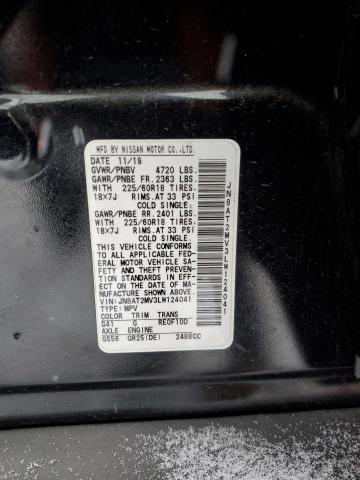 MFD BY NISSAN MOTOR CO.,LTD.
DATE 11/19
GVWR/PNBV 4720 LBS.
GAWR/PNBE FR. 2363 LBS.
WITH 225/60R18 TIRES.
18X7J RIMS.AT 33 PSI
COLD SINGLE.
GAWR/PNBE RR. 2401 LBS.
WITH 225/60R18 TIRES.
18X7J RIMS.AT 33 PSI
COLD SINGLE.
THIS VEHICLE CONFORMS
TO ALL APPLICABLE FED-
ERAL MOTOR VEHICLE SA-
FETY AND THEFT PREVEN-
TION STANDARDS IN EFF-
ECT ON THE DATE OF MA-
NUFACTURE SHOWN ABOVE.
VIN:JN8AT2MV3LW124041
TYPE: MPV
COLOR TRIM TRANS
G41 G RE0F10D
AXLE ENGINE
GS56 QR25(DE) 2488CC
JN8AT2MV3LW124041